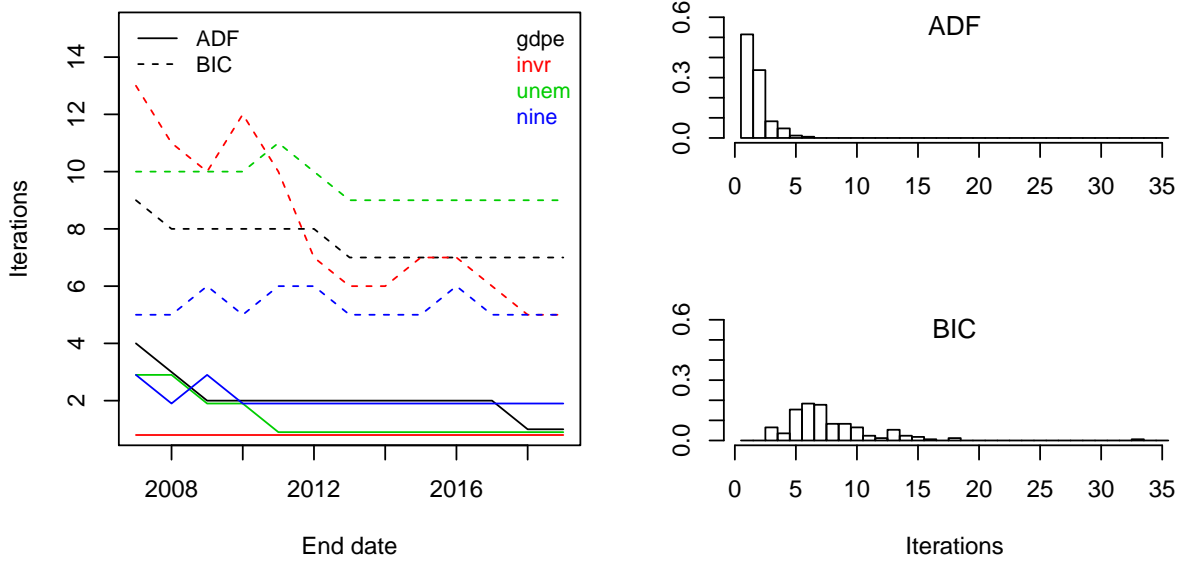 ADF
BIC
gdpe
invr
unem
nine
14
12
10
8
6
4
2
Iterations
2008 2012 2016
End date
ADF
0.6
0.3
0.0
0 5 10 15 20 25 30 35
BIC
0.6
0.3
0.0
0 5 10 15 20 25 30 35
Iterations